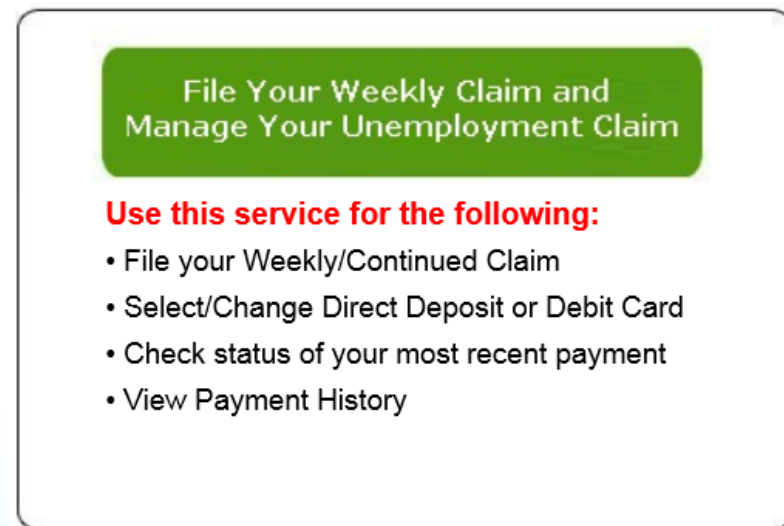 File Your Weekly Claim and
Manage Your Unemployment Claim
Use this service for the following:
• File your Weekly/Continued Claim
• Select/Change Direct Deposit or Debit Card
• Check status of your most recent payment
• View Payment History